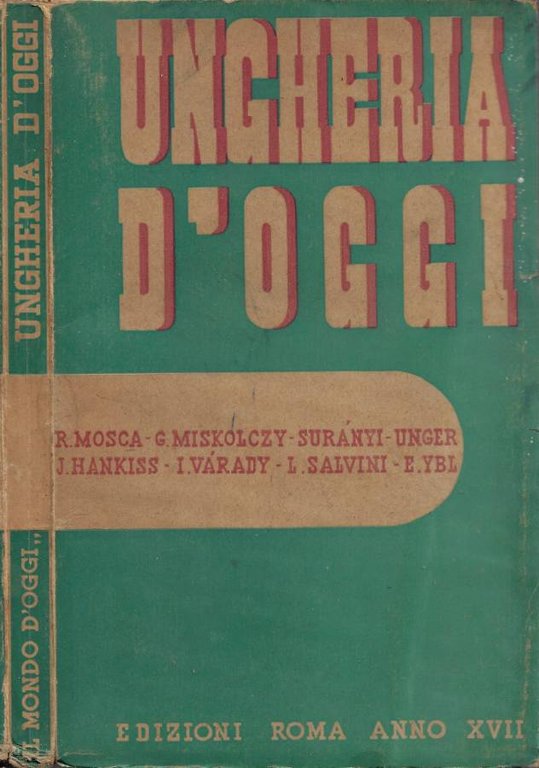 UNGHERIA
D'OGGI
R. MOSCA - G. MISKOLCZY - SURÁNYI - UNGER
J. HANKISS - I. VÁRADY - L. SALVINI - E. YBL
EDIZIONI ROMA ANNO XVII
UNGHERIA D'OGGI
"IL MONDO D'OGGI„